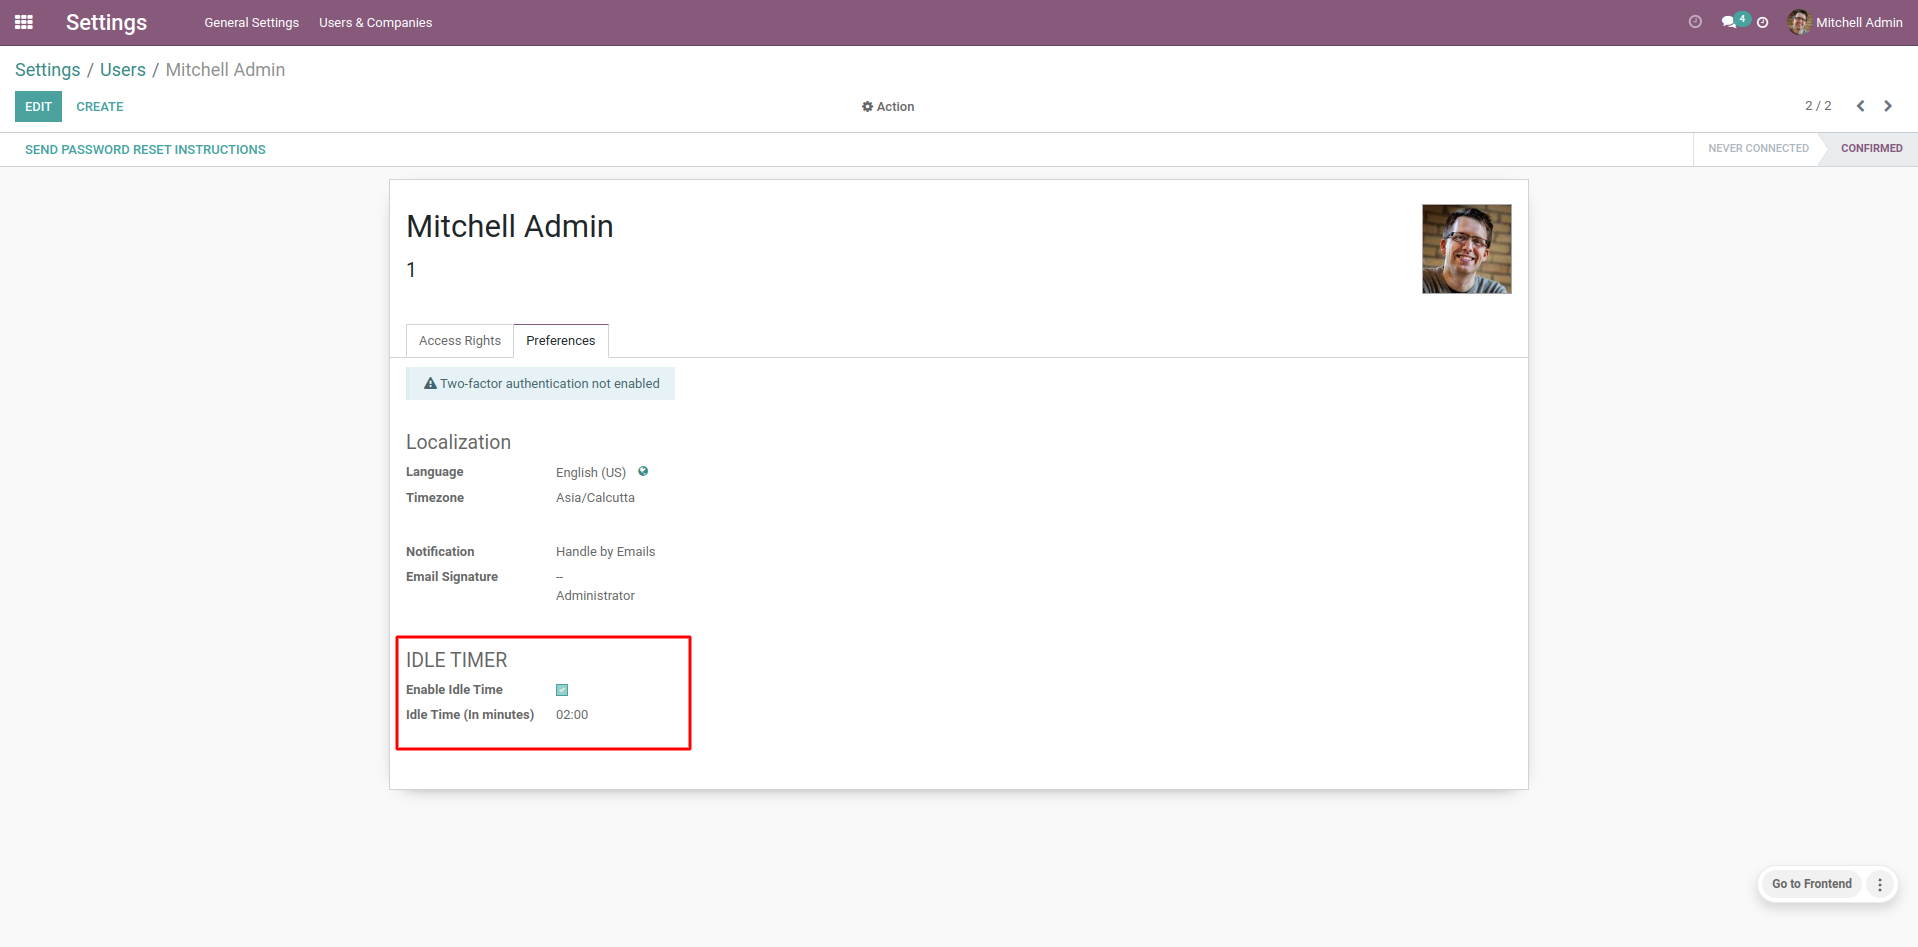 Settings General Settings Users & Companies 4 Mitchell Admin
Settings / Users / Mitchell Admin
EDIT CREATE Action 2 / 2
SEND PASSWORD RESET INSTRUCTIONS NEVER CONNECTED CONFIRMED
Mitchell Admin
1
Access Rights Preferences
Two-factor authentication not enabled
Localization
Language English (US)
Timezone Asia/Calcutta
Notification Handle by Emails
Email Signature --
Administrator
IDLE TIMER
Enable Idle Time
Idle Time (In minutes) 02:00
Go to Frontend